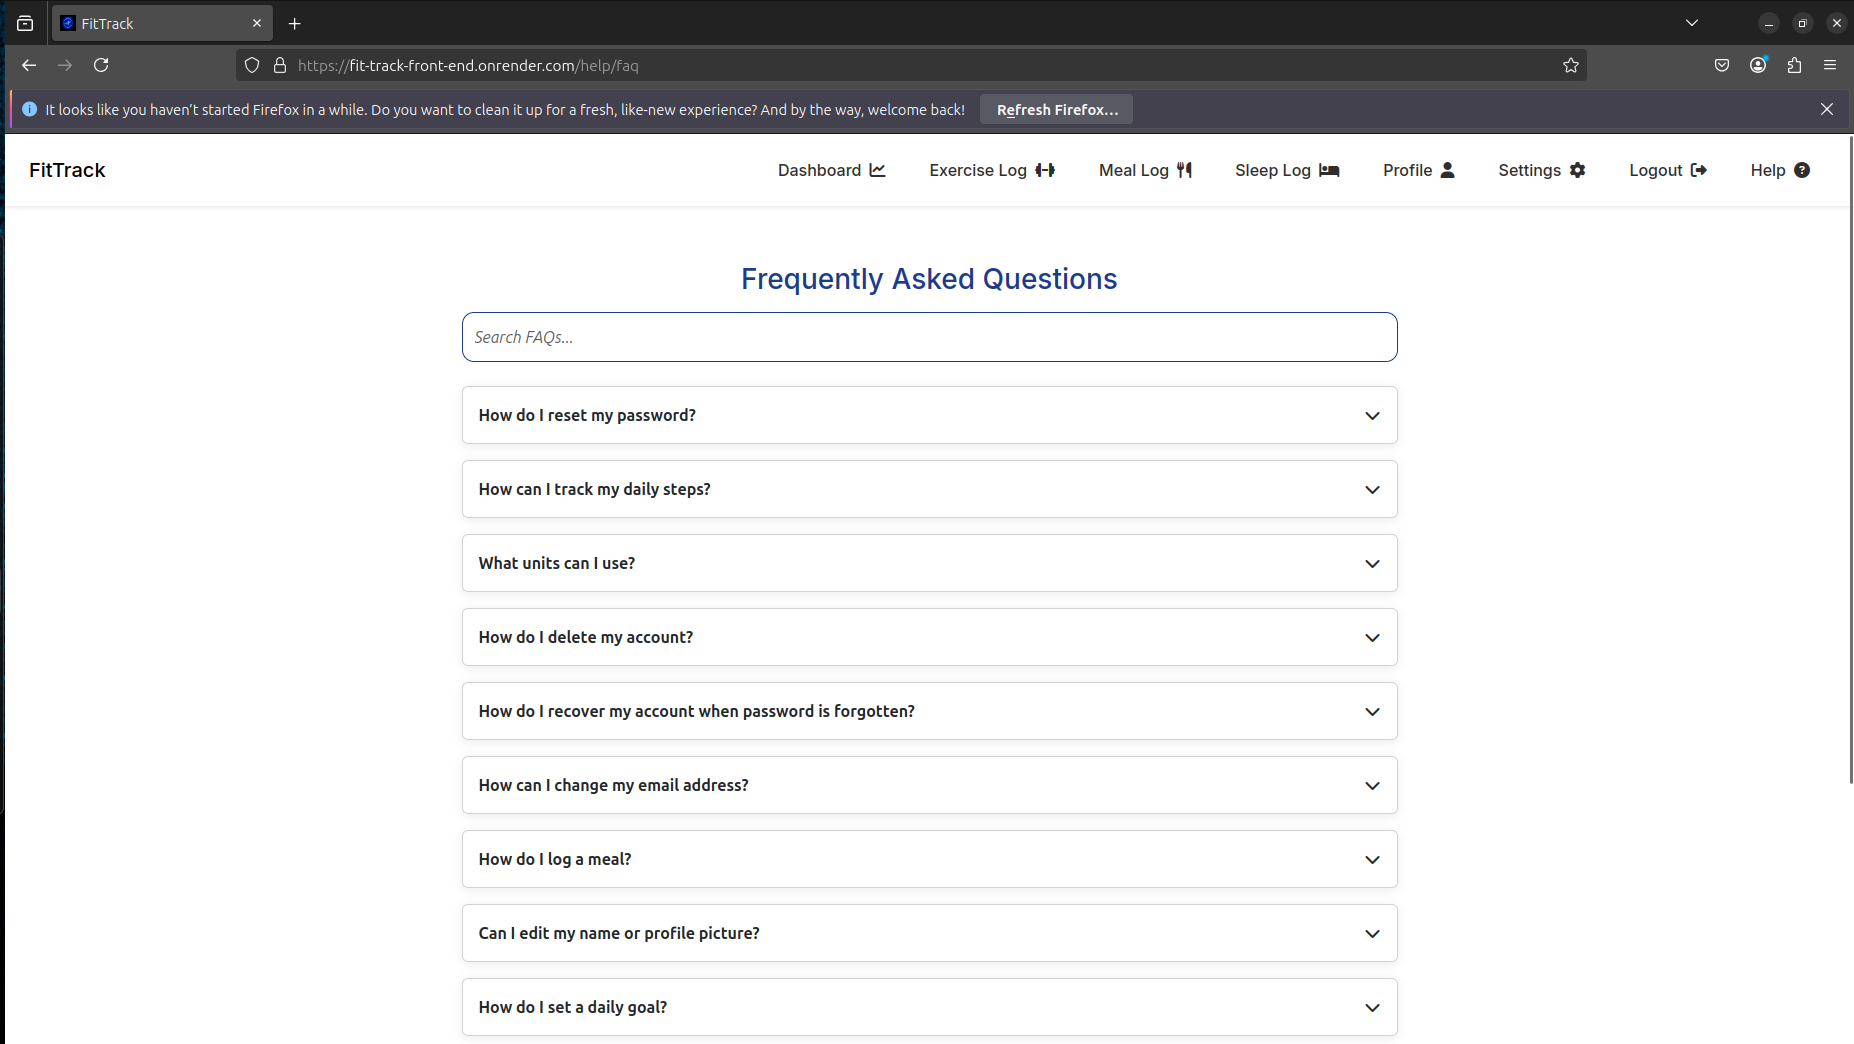 FitTrack
https://fit-track-front-end.onrender.com/help/faq
It looks like you haven't started Firefox in a while. Do you want to clean it up for a fresh, like-new experience? And by the way, welcome back! Refresh Firefox...
FitTrack Dashboard Exercise Log Meal Log Sleep Log Profile Settings Logout Help
Frequently Asked Questions
Search FAQs...
How do I reset my password?
How can I track my daily steps?
What units can I use?
How do I delete my account?
How do I recover my account when password is forgotten?
How can I change my email address?
How do I log a meal?
Can I edit my name or profile picture?
How do I set a daily goal?